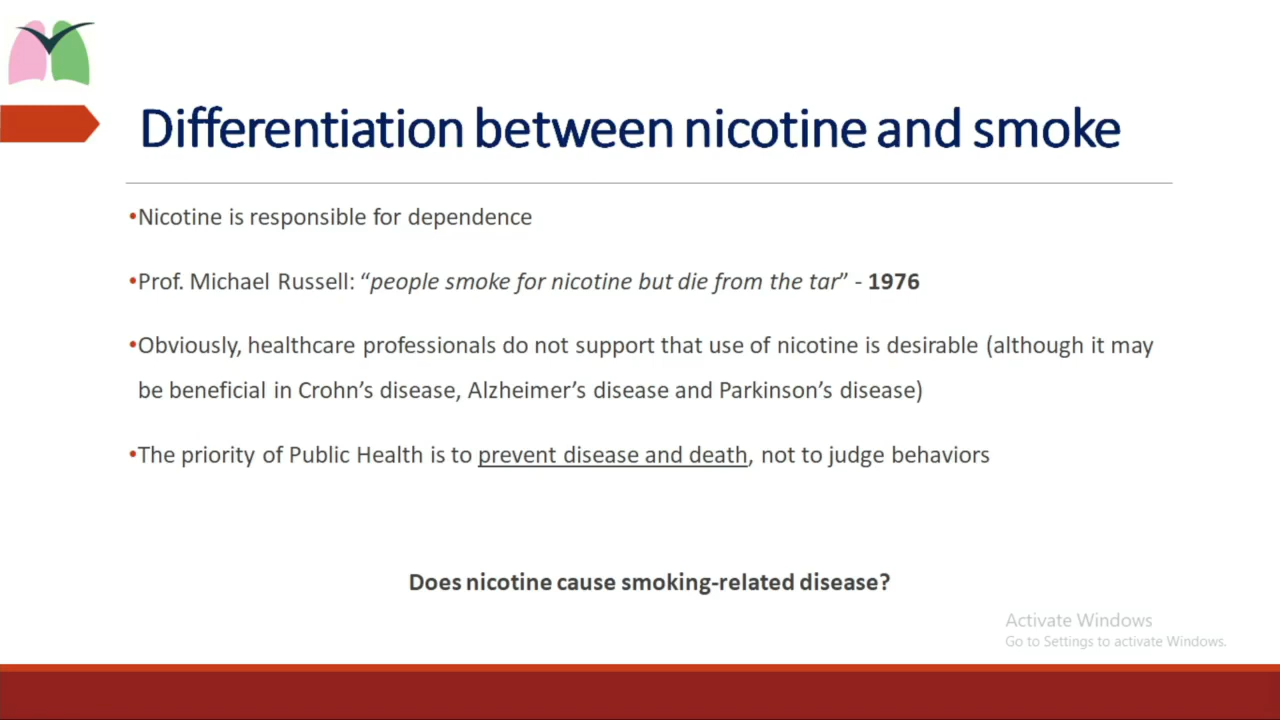 Differentiation between nicotine and smoke
•Nicotine is responsible for dependence
•Prof. Michael Russell: “people smoke for nicotine but die from the tar” - 1976
•Obviously, healthcare professionals do not support that use of nicotine is desirable (although it may
be beneficial in Crohn’s disease, Alzheimer’s disease and Parkinson’s disease)
•The priority of Public Health is to prevent disease and death, not to judge behaviors
Does nicotine cause smoking-related disease?
Activate Windows
Go to Settings to activate Windows.